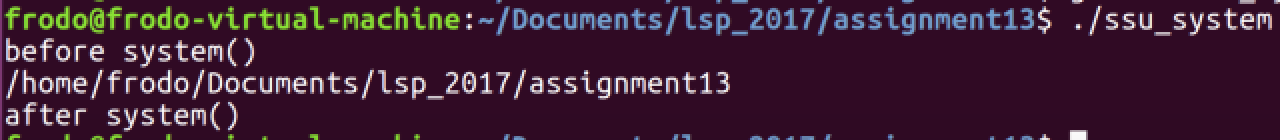 frodo@frodo-virtual-machine:~/Documents/lsp_2017/assignment13$ ./ssu_system
before system()
/home/frodo/Documents/lsp_2017/assignment13
after system()